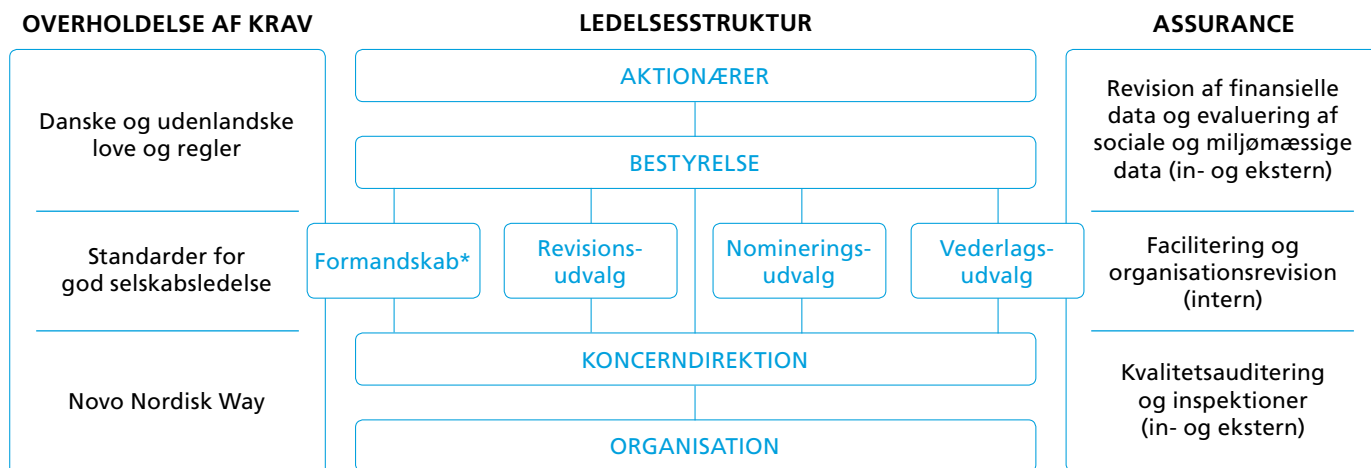 OVERHOLDELSE AF KRAV
Danske og udenlandske
love og regler
Standarder for
god selskabsledelse
Novo Nordisk Way
LEDELSESSTRUKTUR
AKTIONÆRER
BESTYRELSE
Formandskab*
Revisions-
udvalg
Nominerings-
udvalg
Vederlags-
udvalg
KONCERNDIREKTION
ORGANISATION
ASSURANCE
Revision af finansielle
data og evaluering af
sociale og miljømæssige
data (in- og ekstern)
Facilitering og
organisationsrevision
(intern)
Kvalitetsauditering
og inspektioner
(in- og ekstern)